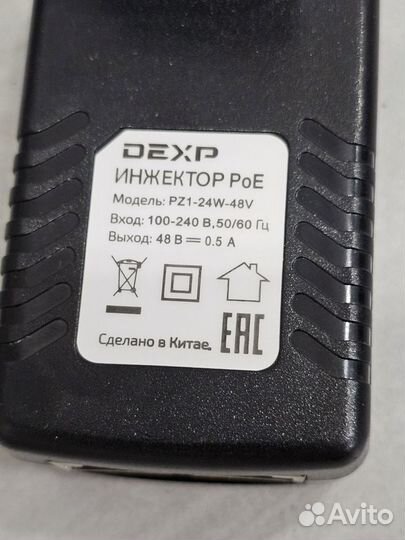 DEXP
ИНЖЕКТОР PoE
Модель: PZ1-24W-48V
Вход: 100-240 В,50/60 Гц
Выход: 48 В ⎓ 0.5 А
Сделано в Китае.
EAC
Avito